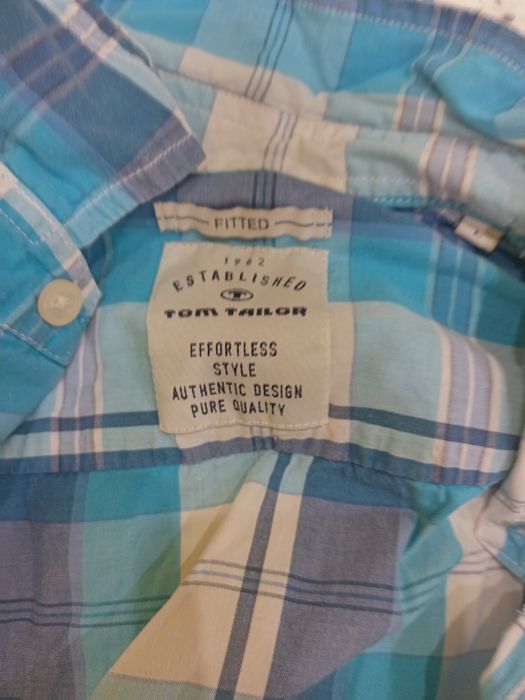 FITTED
1962
ESTABLISHED
T
TOM TAILOR
EFFORTLESS
STYLE
AUTHENTIC DESIGN
PURE QUALITY